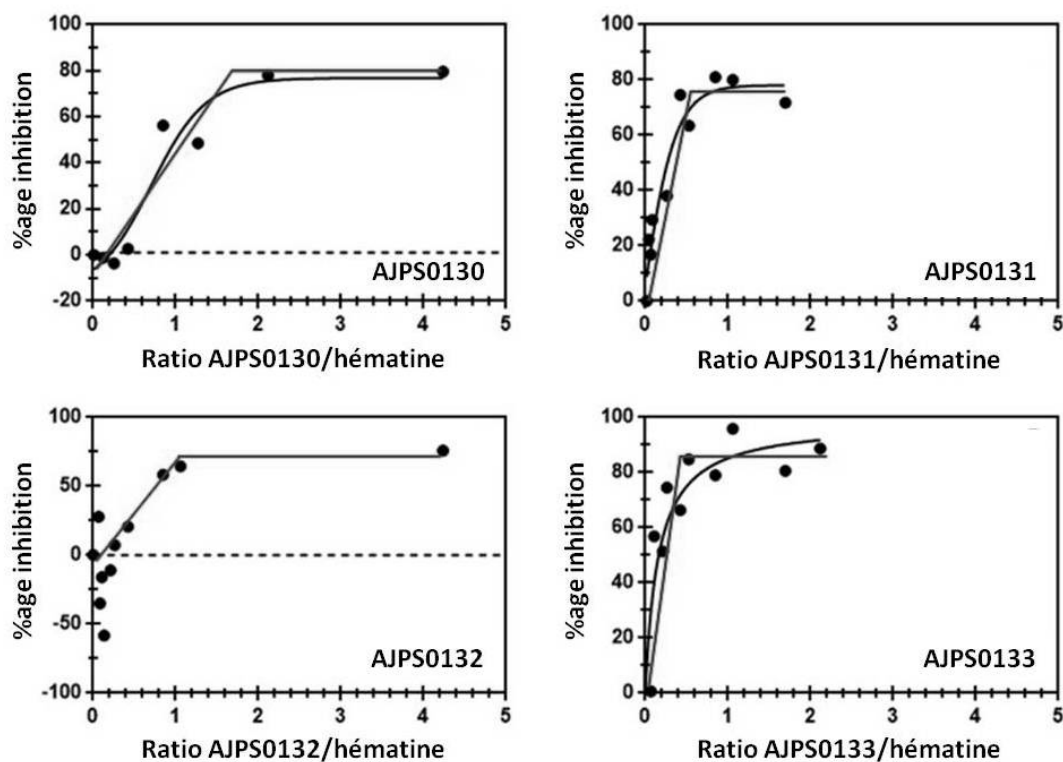 100
80
60
40
20
0
-20
%age inhibition
AJPS0130
0 1 2 3 4 5
Ratio AJPS0130/hématine
100
80
60
40
20
0
%age inhibition
AJPS0131
0 1 2 3 4 5
Ratio AJPS0131/hématine
100
50
0
-50
-100
%age inhibition
AJPS0132
0 1 2 3 4 5
Ratio AJPS0132/hématine
100
80
60
40
20
0
%age inhibition
AJPS0133
0 1 2 3 4 5
Ratio AJPS0133/hématine